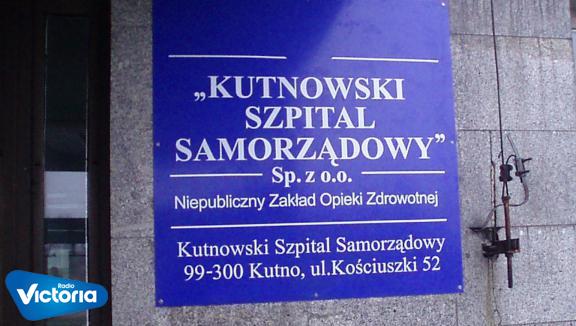 „KUTNOWSKI
SZPITAL
SAMORZĄDOWY”
Sp. z o.o.
Niepubliczny Zakład Opieki Zdrowotnej
Kutnowski Szpital Samorządowy
99-300 Kutno, ul.Kościuszki 52
Radio
Victoria